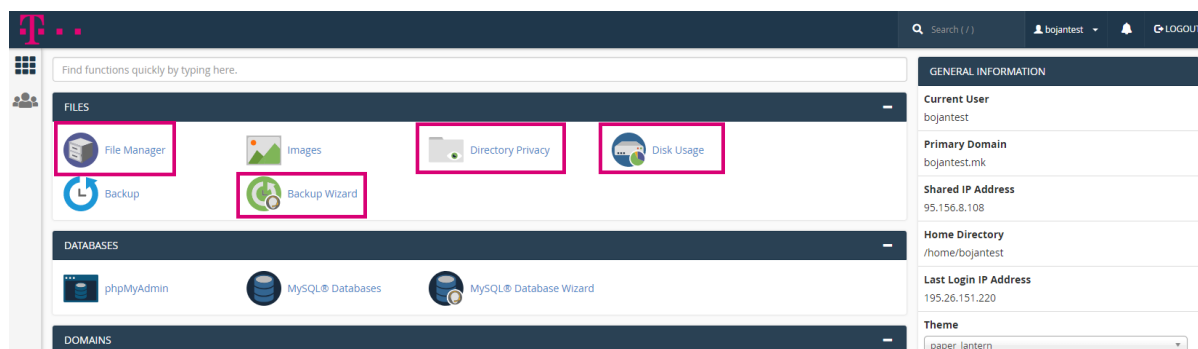 T
Search ( / )
bojantest
LOGOUT
Find functions quickly by typing here.
FILES
File Manager
Images
Directory Privacy
Disk Usage
Backup
Backup Wizard
DATABASES
phpMyAdmin
MySQL® Databases
MySQL® Database Wizard
DOMAINS
GENERAL INFORMATION
Current User
bojantest
Primary Domain
bojantest.mk
Shared IP Address
95.156.8.108
Home Directory
/home/bojantest
Last Login IP Address
195.26.151.220
Theme
paper_lantern